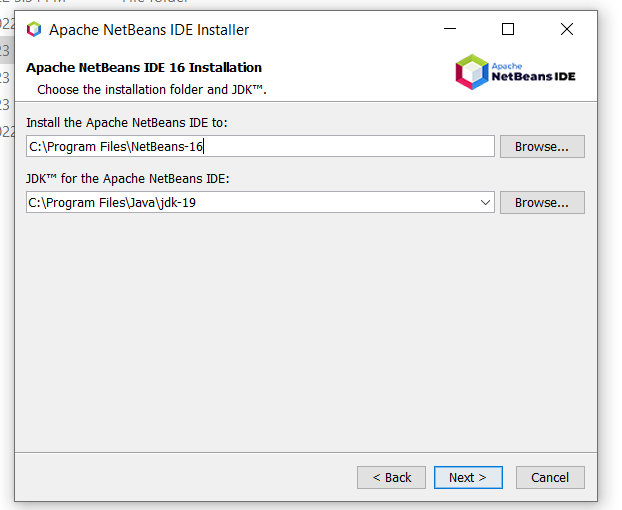 Apache NetBeans IDE Installer
Apache NetBeans IDE 16 Installation
Choose the installation folder and JDK™.
Apache
NetBeans IDE
Install the Apache NetBeans IDE to:
C:\Program Files\NetBeans-16
Browse...
JDK™ for the Apache NetBeans IDE:
C:\Program Files\Java\jdk-19
Browse...
< Back
Next >
Cancel